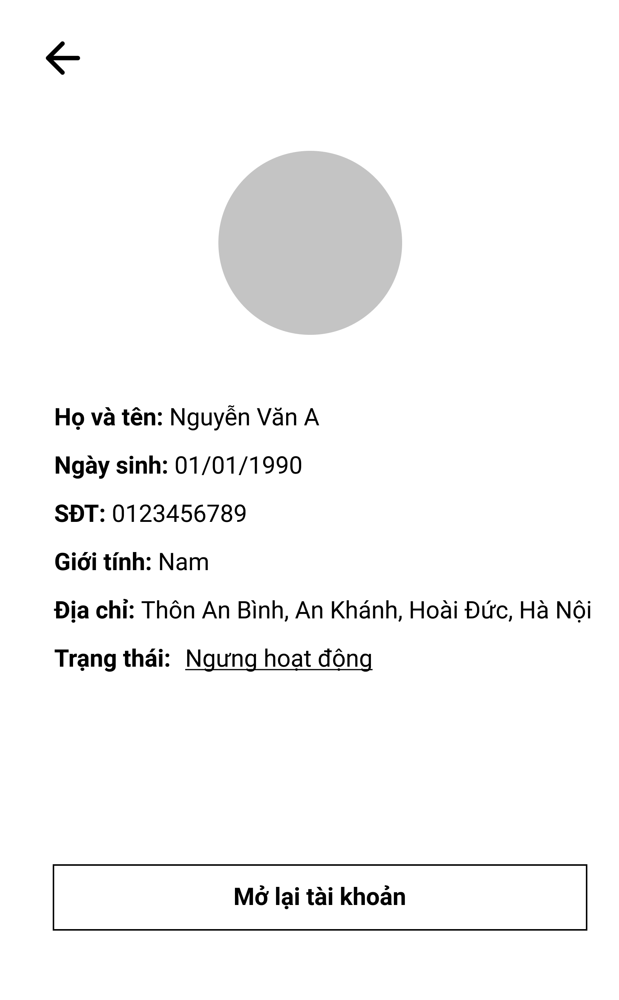 Họ và tên: Nguyễn Văn A
Ngày sinh: 01/01/1990
SĐT: 0123456789
Giới tính: Nam
Địa chỉ: Thôn An Bình, An Khánh, Hoài Đức, Hà Nội
Trạng thái: Ngưng hoạt động
Mở lại tài khoản